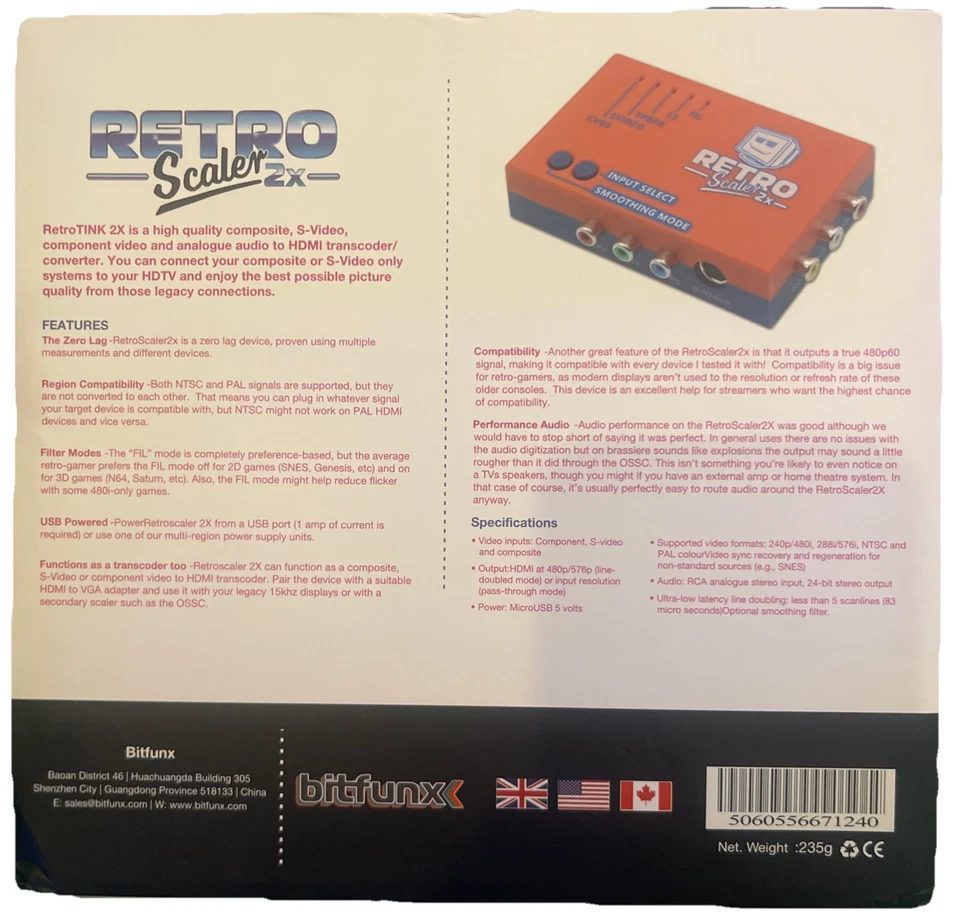 RETRO
Scaler
2x
RetroTINK 2X is a high quality composite, S-Video,
component video and analogue audio to HDMI transcoder/
converter. You can connect your composite or S-Video only
systems to your HDTV and enjoy the best possible picture
quality from those legacy connections.
FEATURES
The Zero Lag -RetroScaler2x is a zero lag device, proven using multiple
measurements and different devices.
Region Compatibility -Both NTSC and PAL signals are supported, but they
are not converted to each other. That means you can plug in whatever signal
your target device is compatible with, but NTSC might not work on PAL HDMI
devices and vice versa.
Filter Modes -The "FIL" mode is completely preference-based, but the average
retro-gamer prefers the FIL mode off for 2D games (SNES, Genesis, etc) and on
for 3D games (N64, Saturn, etc). Also, the FIL mode might help reduce flicker
with some 480i-only games.
USB Powered -PowerRetroscaler 2X from a USB port (1 amp of current is
required) or use one of our multi-region power supply units.
Functions as a transcoder too -Retroscaler 2X can function as a composite,
S-Video or component video to HDMI transcoder. Pair the device with a suitable
HDMI to VGA adapter and use it with your legacy 15khz displays or with a
secondary scaler such as the OSSC.
CVBS
SVIDEO
YPBPR
2X
FIL
RETRO
Scaler
2x
INPUT SELECT
SMOOTHING MODE
S-Video
Compatibility -Another great feature of the RetroScaler2x is that it outputs a true 480p60
signal, making it compatible with every device I tested it with! Compatibility is a big issue
for retro-gamers, as modern displays aren't used to the resolution or refresh rate of these
older consoles. This device is an excellent help for streamers who want the highest chance
of compatibility.
Performance Audio -Audio performance on the RetroScaler2X was good although we
would have to stop short of saying it was perfect. In general uses there are no issues with
the audio digitization but on brassiere sounds like explosions the output may sound a little
rougher than it did through the OSSC. This isn't something you're likely to even notice on
a TVs speakers, though you might if you have an external amp or home theatre system. In
that case of course, it's usually perfectly easy to route audio around the RetroScaler2X
anyway.
Specifications
• Video inputs: Component, S-video
and composite
• Output:HDMI at 480p/576p (line-
doubled mode) or input resolution
(pass-through mode)
• Power: MicroUSB 5 volts
• Supported video formats: 240p/480i, 288i/576i, NTSC and
PAL colourVideo sync recovery and regeneration for
non-standard sources (e.g., SNES)
• Audio: RCA analogue stereo input, 24-bit stereo output
• Ultra-low latency line doubling: less than 5 scanlines (83
micro seconds)Optional smoothing filter.
Bitfunx
Baoan District 46 | Huachuangda Building 305
Shenzhen City | Guangdong Province 518133 | China
E: sales@bitfunx.com | W: www.bitfunx.com
bitfunx
5060556671240
Net. Weight :235g CE